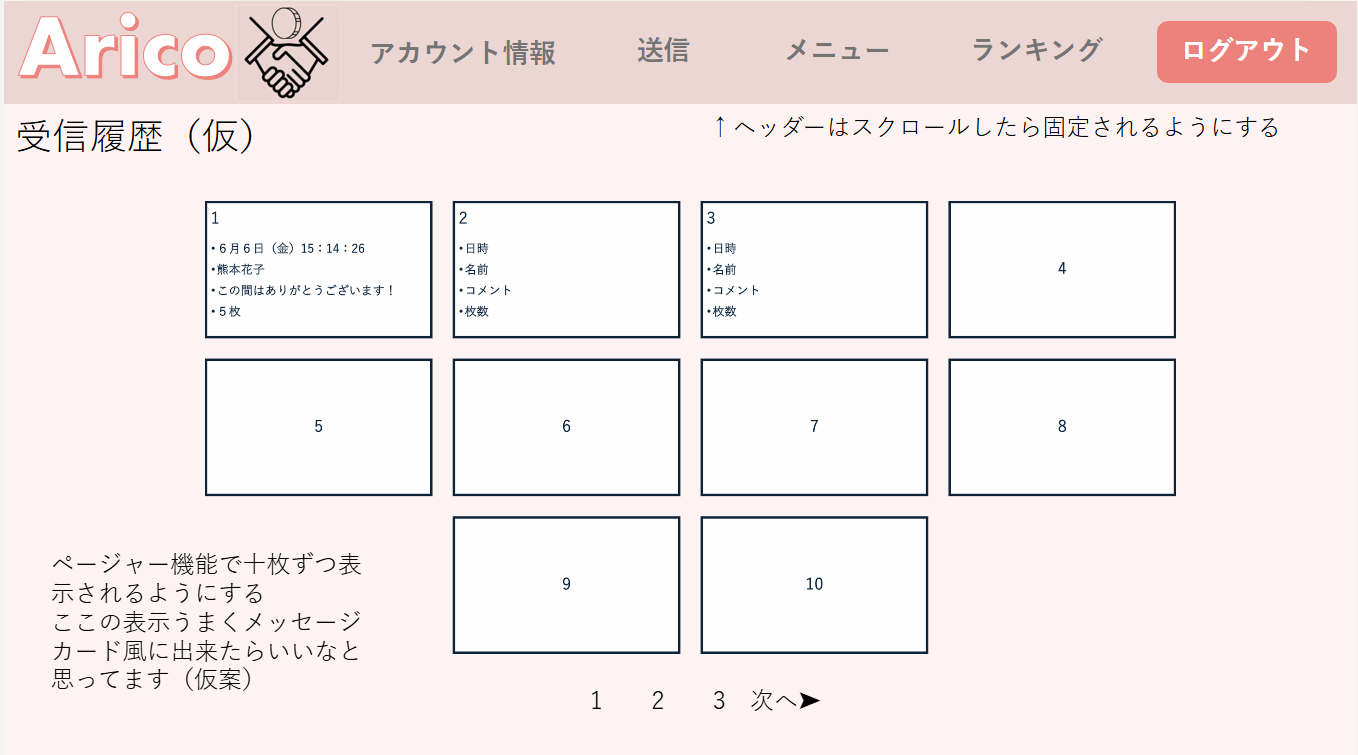 Arico
アカウント情報
送信
メニュー
ランキング
ログアウト
受信履歴（仮）
↑ヘッダーはスクロールしたら固定されるようにする
1
•６月６日（金）15：14：26
•熊本花子
•この間はありがとうございます！
•５枚
2
•日時
•名前
•コメント
•枚数
3
•日時
•名前
•コメント
•枚数
4
5
6
7
8
9
10
ページャー機能で十枚ずつ表
示されるようにする
ここの表示うまくメッセージ
カード風に出来たらいいなと
思ってます（仮案）
1 2 3 次へ➤